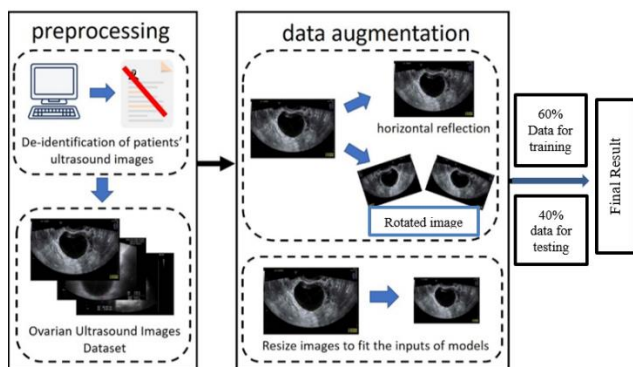 preprocessing
De-identification of patients'
ultrasound images
Ovarian Ultrasound Images
Dataset
data augmentation
horizontal reflection
Rotated image
Resize images to fit the inputs of models
60%
Data for
training
40%
data for
testing
Final Result